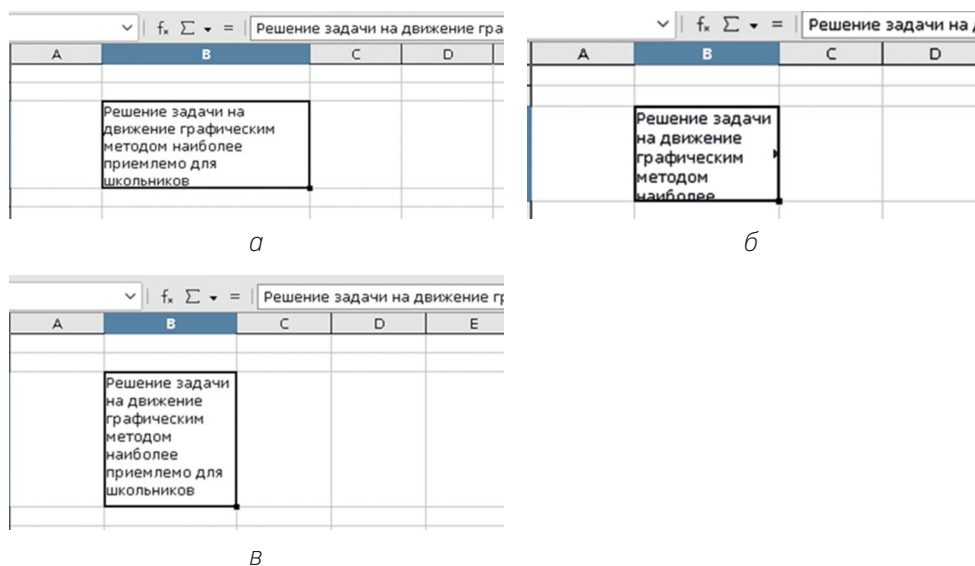 fx Σ ▾ = Решение задачи на движение гра
A B C D
Решение задачи на
движение графическим
методом наиболее
приемлемо для
школьников
а
fx Σ ▾ = Решение задачи на
A B C D
Решение задачи
на движение
графическим
методом
наиболее
б
fx Σ ▾ = Решение задачи на движение гр
A B C D E
Решение задачи
на движение
графическим
методом
наиболее
приемлемо для
школьников
в